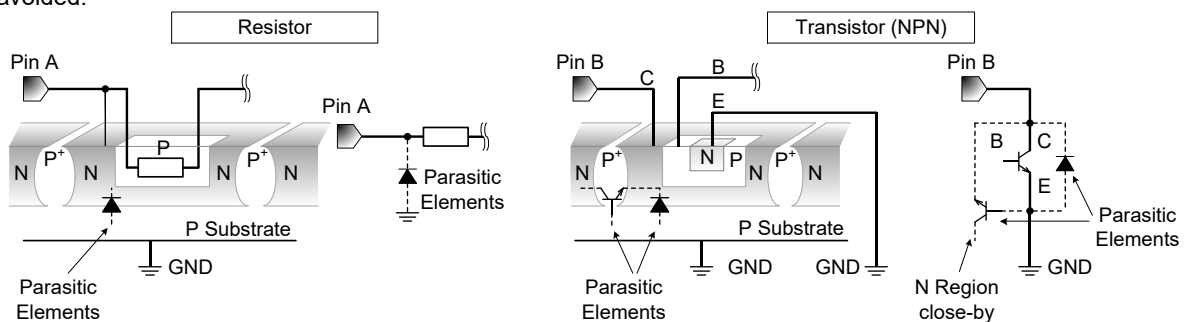 avoided.
Resistor
Transistor (NPN)
Pin A
P
N
P+
N
N
P+
N
P Substrate
GND
Parasitic
Elements
Pin A
Parasitic
Elements
Pin B
C
B
E
N
P+
N
N
P
N
P+
N
P Substrate
GND
GND
Parasitic
Elements
Pin B
B
C
E
Parasitic
Elements
GND
N Region
close-by